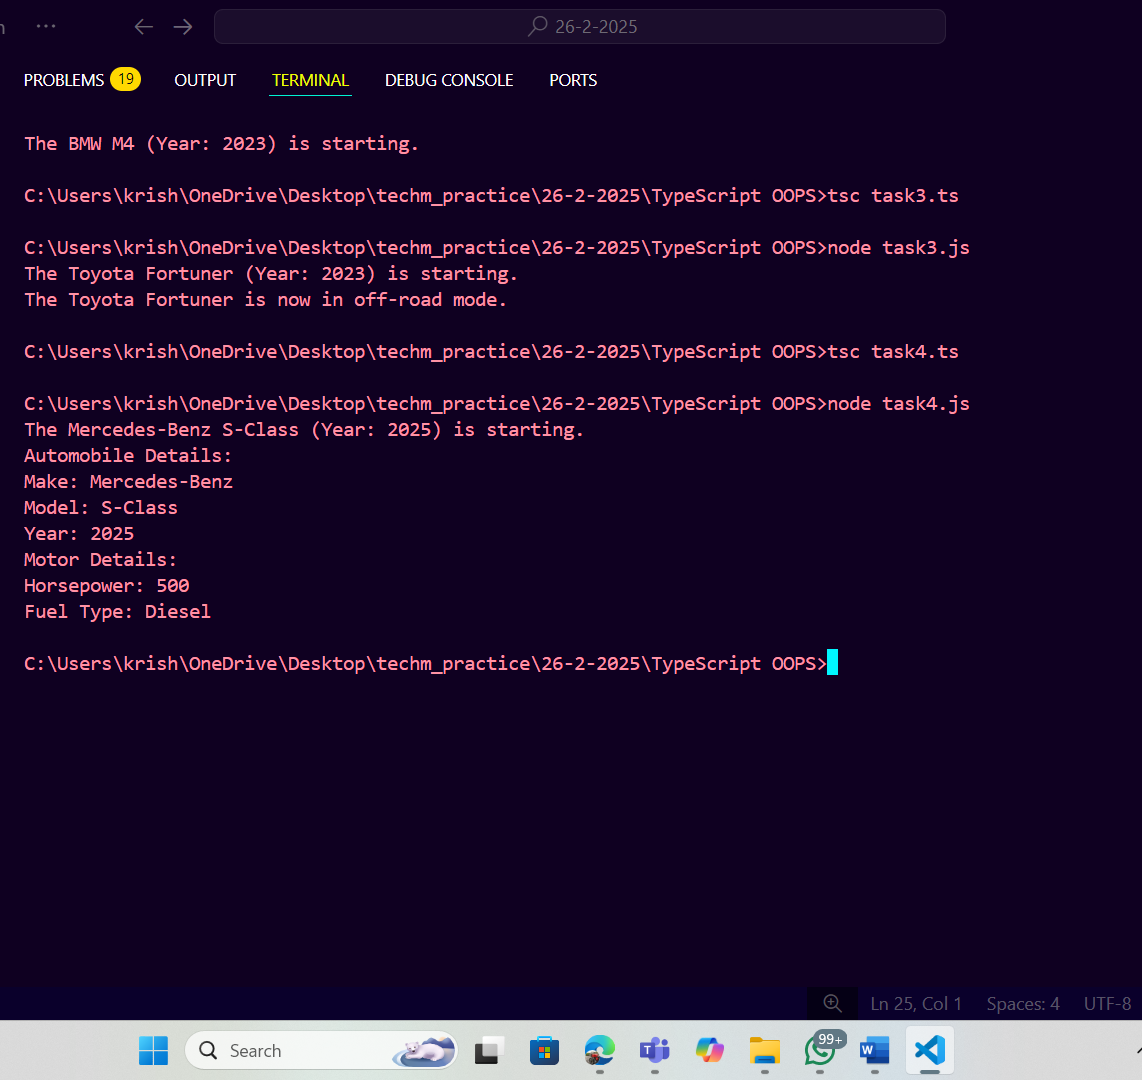 26-2-2025
PROBLEMS 19 OUTPUT TERMINAL DEBUG CONSOLE PORTS
The BMW M4 (Year: 2023) is starting.
C:\Users\krish\OneDrive\Desktop\techm_practice\26-2-2025\TypeScript OOPS>tsc task3.ts
C:\Users\krish\OneDrive\Desktop\techm_practice\26-2-2025\TypeScript OOPS>node task3.js
The Toyota Fortuner (Year: 2023) is starting.
The Toyota Fortuner is now in off-road mode.
C:\Users\krish\OneDrive\Desktop\techm_practice\26-2-2025\TypeScript OOPS>tsc task4.ts
C:\Users\krish\OneDrive\Desktop\techm_practice\26-2-2025\TypeScript OOPS>node task4.js
The Mercedes-Benz S-Class (Year: 2025) is starting.
Automobile Details:
Make: Mercedes-Benz
Model: S-Class
Year: 2025
Motor Details:
Horsepower: 500
Fuel Type: Diesel
C:\Users\krish\OneDrive\Desktop\techm_practice\26-2-2025\TypeScript OOPS>
Ln 25, Col 1 Spaces: 4 UTF-8
Search 99+ W